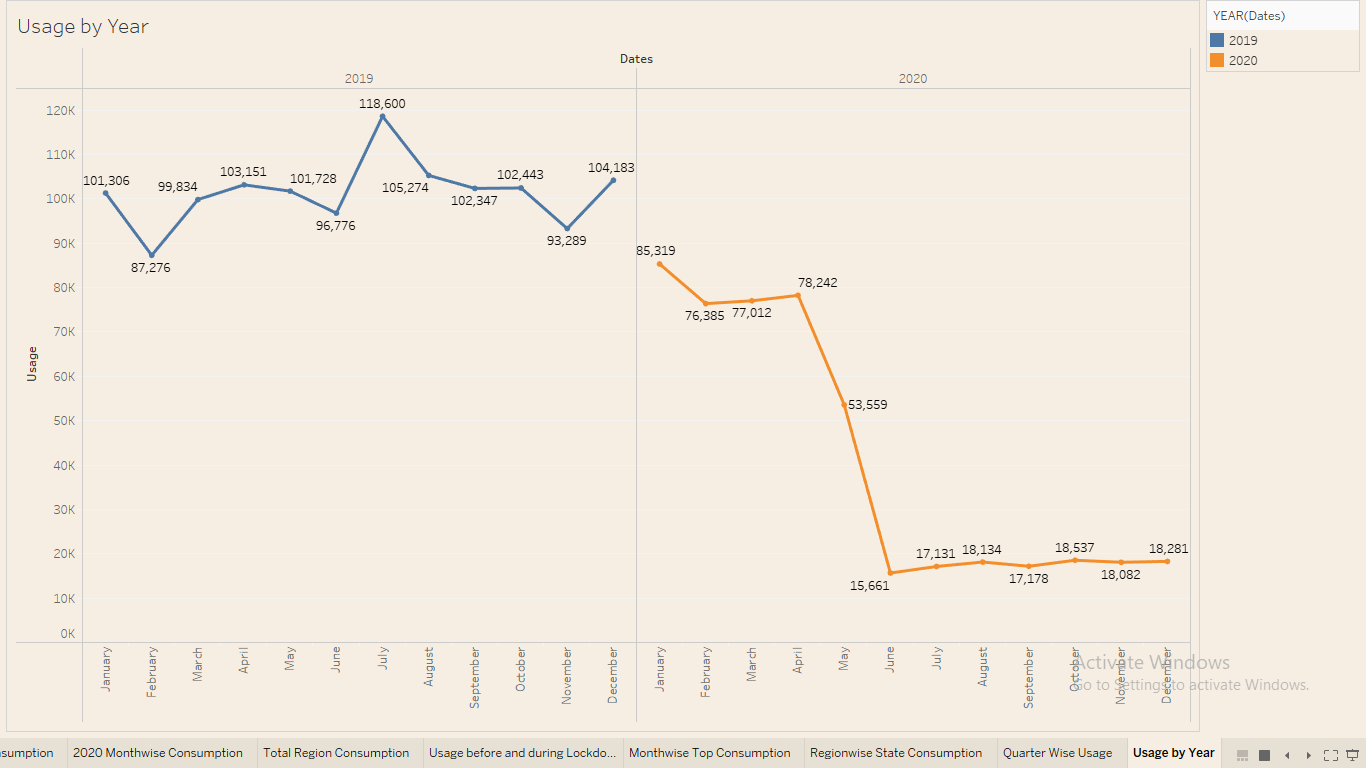 Usage by Year
YEAR(Dates)
2019
2020
Dates
2019
2020
Usage
120K
110K
100K
90K
80K
70K
60K
50K
40K
30K
20K
10K
0K
101,306
87,276
99,834
103,151
101,728
96,776
118,600
105,274
102,347
102,443
93,289
104,183
85,319
76,385
77,012
78,242
53,559
15,661
17,131
18,134
17,178
18,537
18,082
18,281
January
February
March
April
May
June
July
August
September
October
November
December
January
February
March
April
May
June
July
August
September
October
November
December
Activate Windows
Go to Settings to activate Windows.
nsumption
2020 Monthwise Consumption
Total Region Consumption
Usage before and during Lockdo...
Monthwise Top Consumption
Regionwise State Consumption
Quarter Wise Usage
Usage by Year